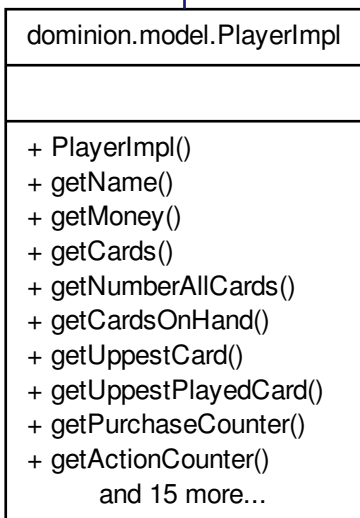 dominion.model.PlayerImpl
+ PlayerImpl()
+ getName()
+ getMoney()
+ getCards()
+ getNumberAllCards()
+ getCardsOnHand()
+ getUppestCard()
+ getUppestPlayedCard()
+ getPurchaseCounter()
+ getActionCounter()
and 15 more...